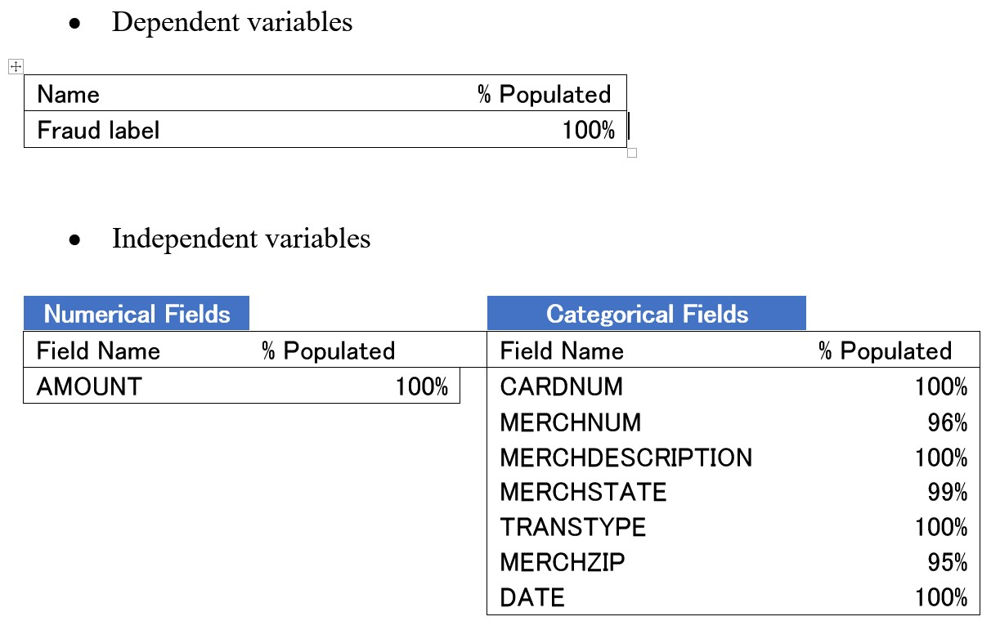 • Dependent variables
Name % Populated
Fraud label 100%
• Independent variables
Numerical Fields Categorical Fields
Field Name % Populated Field Name % Populated
AMOUNT 100% CARDNUM 100%
MERCHNUM 96%
MERCHDESCRIPTION 100%
MERCHSTATE 99%
TRANSTYPE 100%
MERCHZIP 95%
DATE 100%